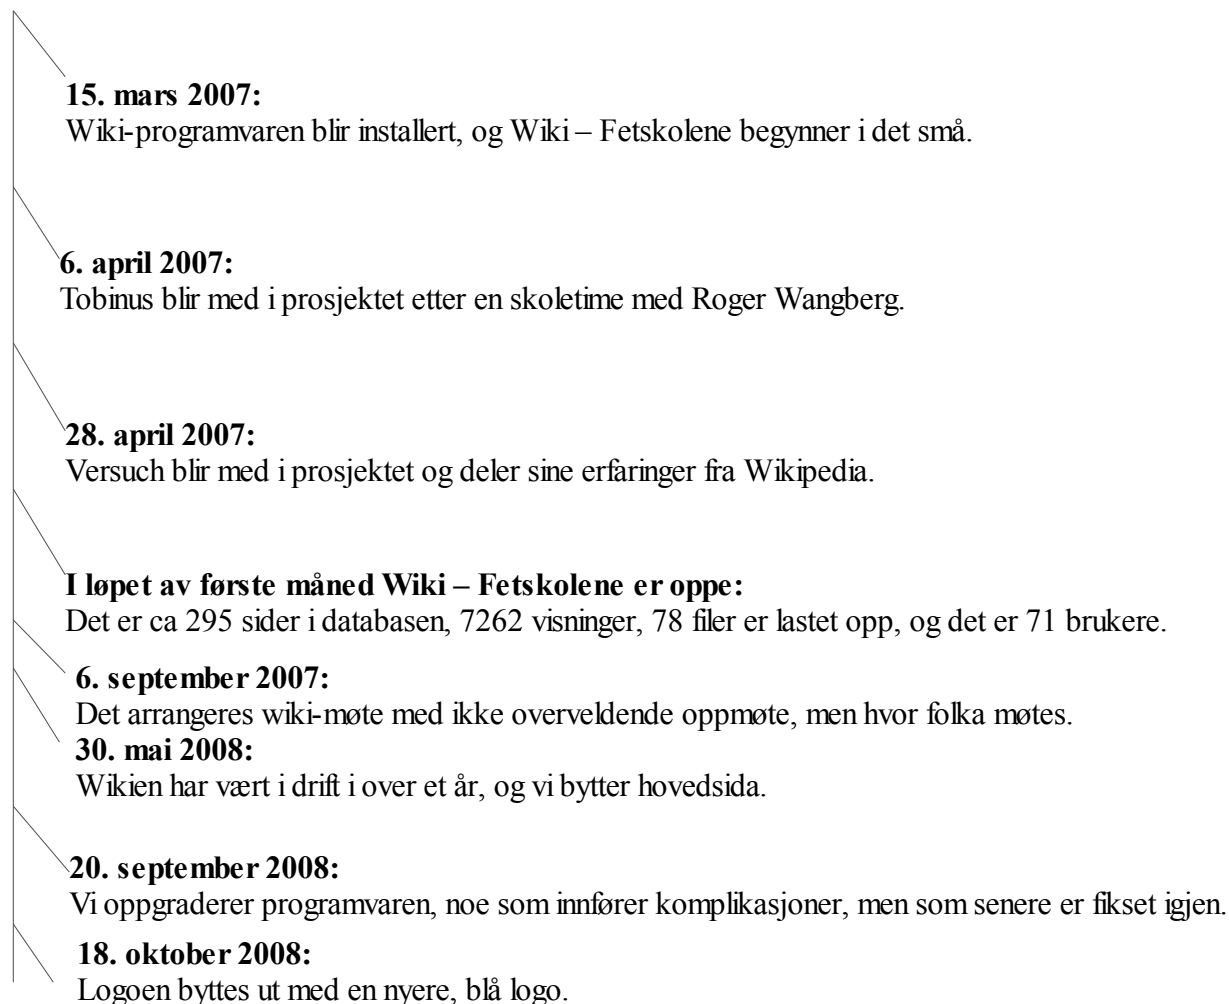 15. mars 2007:
Wiki-programvaren blir installert, og Wiki – Fetskolene begynner i det små.
6. april 2007:
Tobinus blir med i prosjektet etter en skoletime med Roger Wangberg.
28. april 2007:
Versuch blir med i prosjektet og deler sine erfaringer fra Wikipedia.
I løpet av første måned Wiki – Fetskolene er oppe:
Det er ca 295 sider i databasen, 7262 visninger, 78 filer er lastet opp, og det er 71 brukere.
6. september 2007:
Det arrangeres wiki-møte med ikke overveldende oppmøte, men hvor folka møtes.
30. mai 2008:
Wikien har vært i drift i over et år, og vi bytter hovedsida.
20. september 2008:
Vi oppgraderer programvaren, noe som innfører komplikasjoner, men som senere er fikset igjen.
18. oktober 2008:
Logoen byttes ut med en nyere, blå logo.